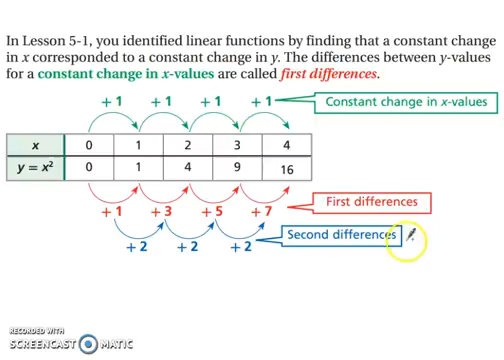 In Lesson 5-1, you identified linear functions by finding that a constant change
in x corresponded to a constant change in y. The differences between y-values
for a constant change in x-values are called first differences.
+ 1 + 1 + 1 + 1 Constant change in x-values
x 0 1 2 3 4
y = x² 0 1 4 9 16
+ 1 + 3 + 5 + 7 First differences
+ 2 + 2 + 2 Second differences
RECORDED WITH
SCREENCAST MATIC